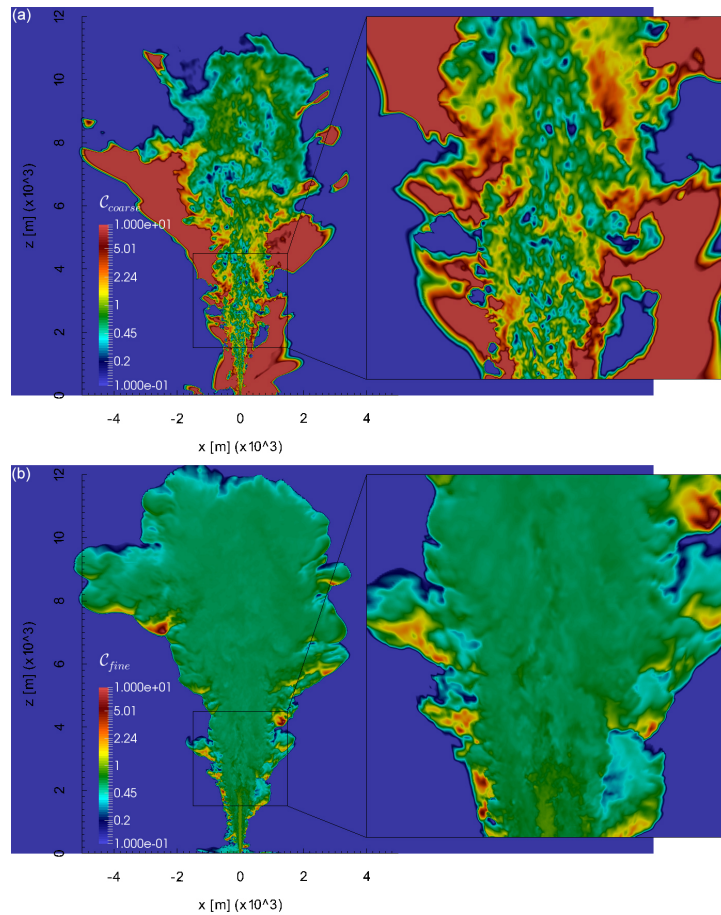 (a)
12
10
8
6
4
2
0
z [m] (x10^3)
C_coarse
1.000e+01
5.01
2.24
1
0.45
0.2
1.000e-01
-4 -2 0 2 4
x [m] (x10^3)
(b)
12
10
8
6
4
2
0
z [m] (x10^3)
C_fine
1.000e+01
5.01
2.24
1
0.45
0.2
1.000e-01
-4 -2 0 2 4
x [m] (x10^3)